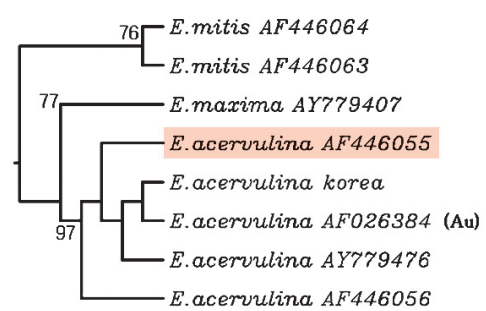 76
E.mitis AF446064
E.mitis AF446063
77
E.maxima AY779407
E.acervulina AF446055
E.acervulina korea
E.acervulina AF026384 (Au)
97
E.acervulina AY779476
E.acervulina AF446056